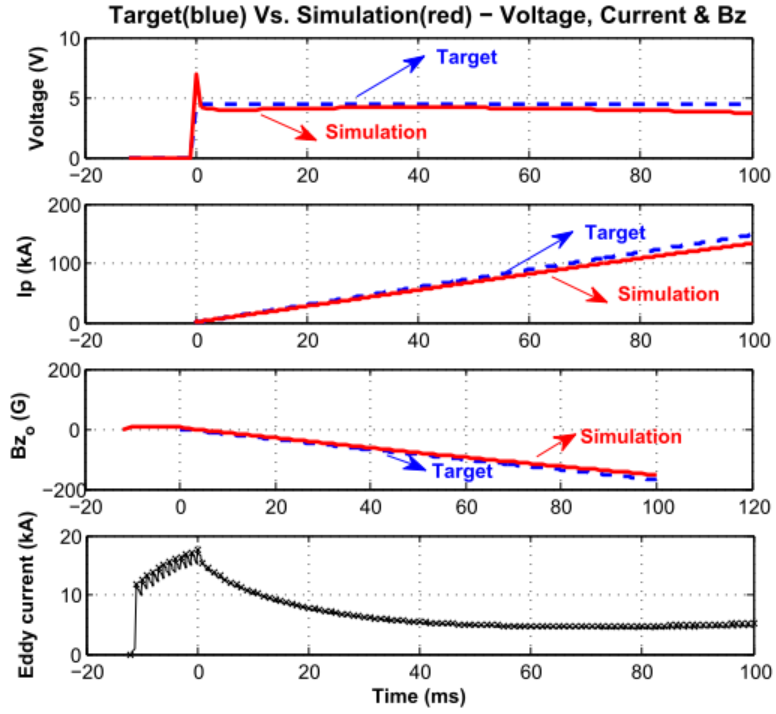 Target(blue) Vs. Simulation(red) − Voltage, Current & Bz
Voltage (V)
10
5
0
Target
Simulation
−20 0 20 40 60 80 100
Ip (kA)
200
100
0
Target
Simulation
−20 0 20 40 60 80 100
Bz₀ (G)
200
0
−200
Simulation
Target
−20 0 20 40 60 80 100 120
Eddy current (kA)
20
10
0
−20 0 20 40 60 80 100
Time (ms)